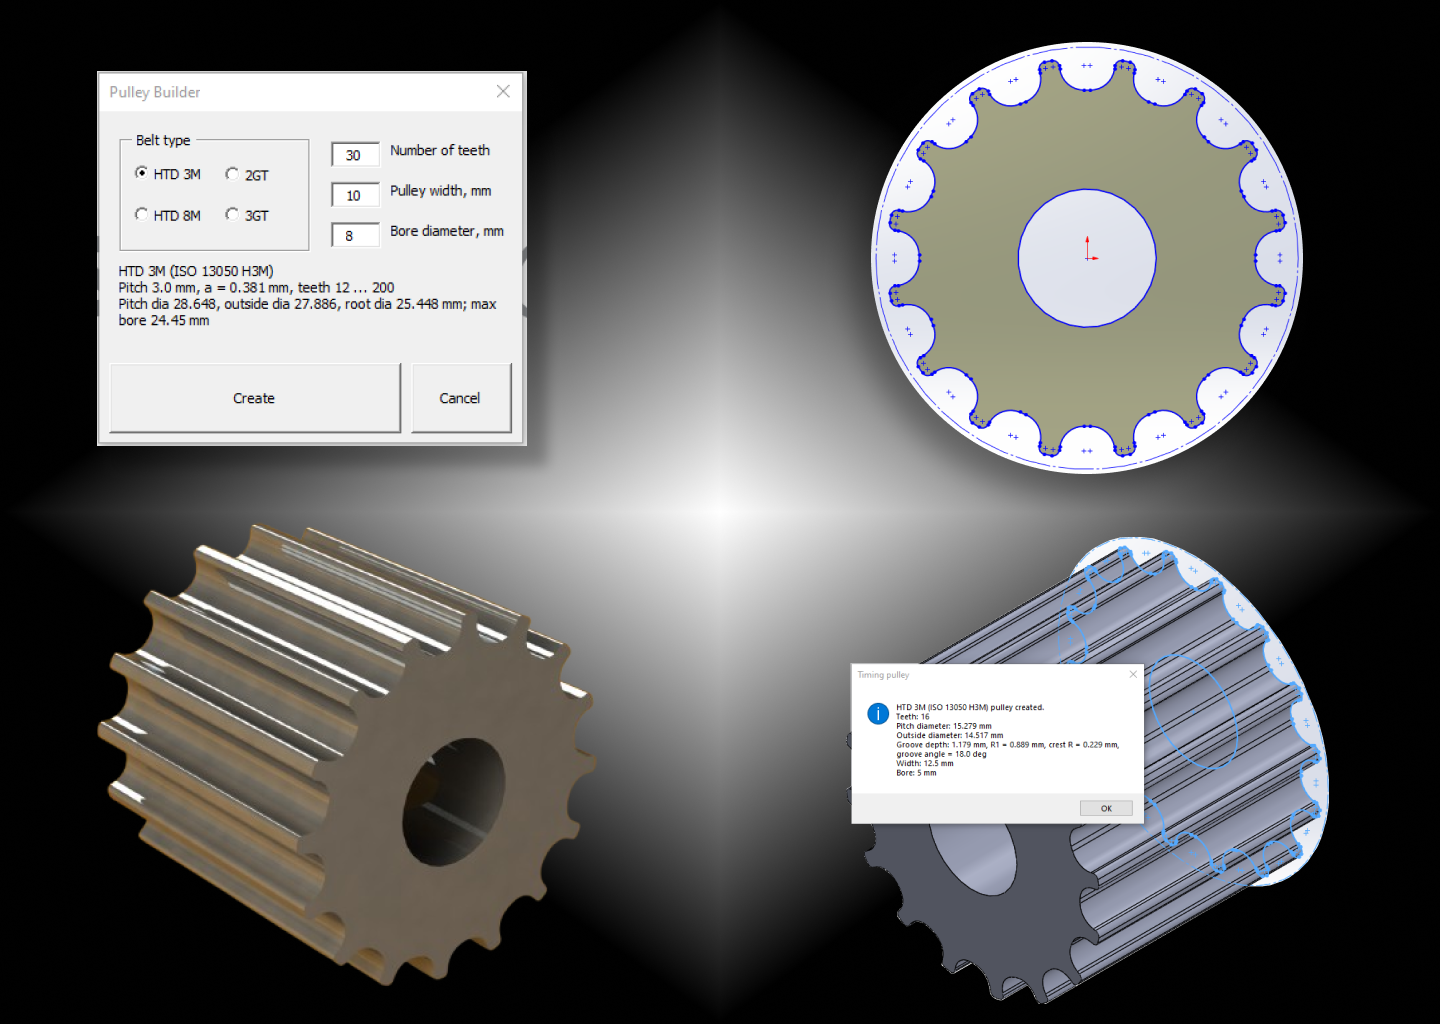 Pulley Builder
Belt type
HTD 3M
2GT
HTD 8M
3GT
30 Number of teeth
10 Pulley width, mm
8 Bore diameter, mm
HTD 3M (ISO 13050 H3M)
Pitch 3.0 mm, a = 0.381 mm, teeth 12 ... 200
Pitch dia 28.648, outside dia 27.886, root dia 25.448 mm; max
bore 24.45 mm
Create
Cancel
Timing pulley
HTD 3M (ISO 13050 H3M) pulley created.
Teeth: 16
Pitch diameter: 15.279 mm
Outside diameter: 14.517 mm
Groove depth: 1.179 mm, R1 = 0.889 mm, crest R = 0.229 mm,
groove angle = 18.0 deg
Width: 12.5 mm
Bore: 5 mm
OK